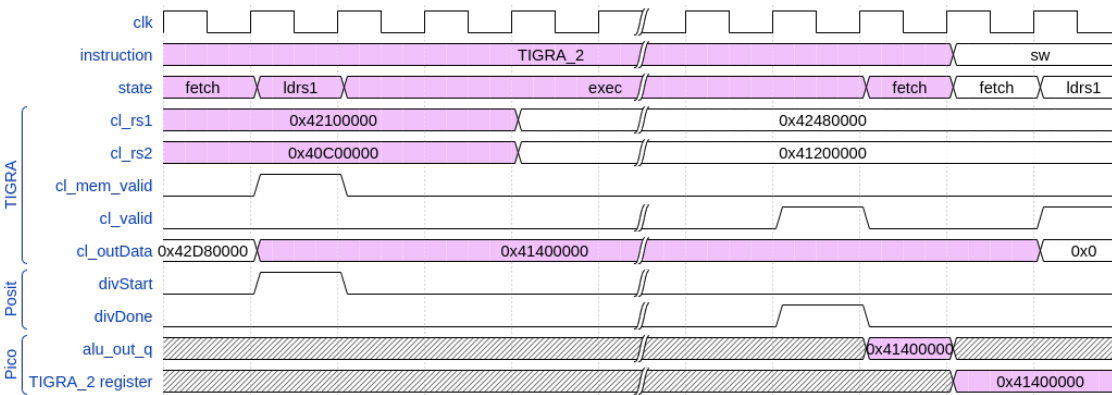 clk
instruction TIGRA_2 sw
state fetch ldrs1 exec fetch fetch ldrs1
TIGRA
cl_rs1 0x42100000 0x42480000
cl_rs2 0x40C00000 0x41200000
cl_mem_valid
cl_valid
cl_outData 0x42D80000 0x41400000 0x0
Posit
divStart
divDone
Pico
alu_out_q 0x41400000
TIGRA_2 register 0x41400000